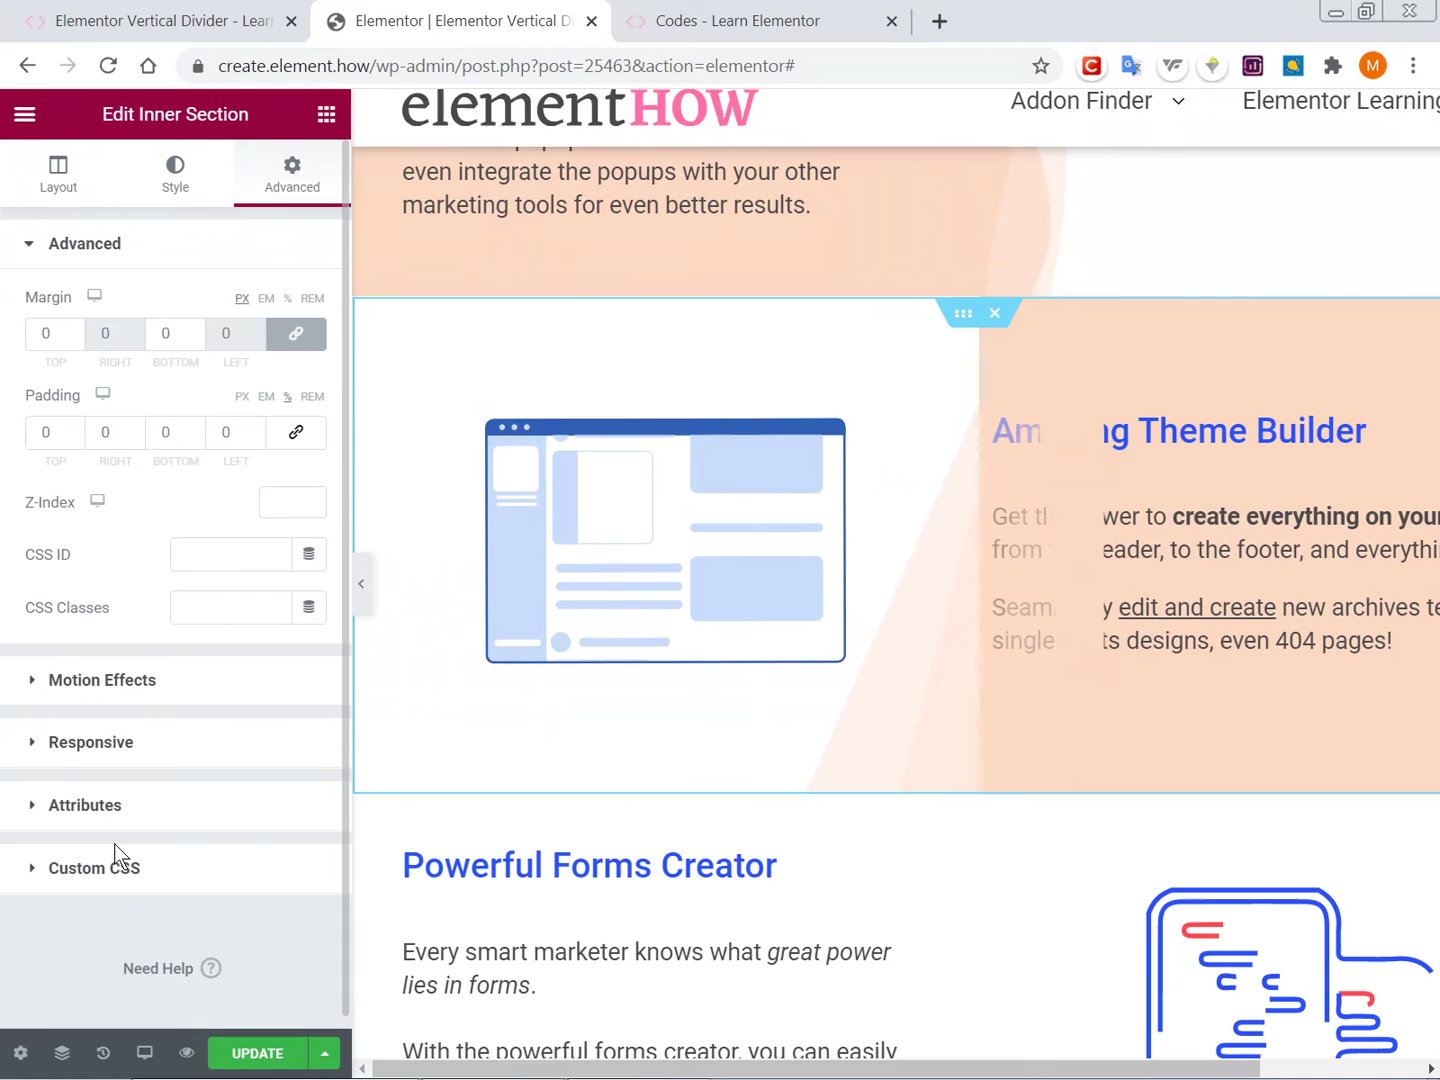 Elementor Vertical Divider - Lear
Elementor | Elementor Vertical D
Codes - Learn Elementor
create.element.how/wp-admin/post.php?post=25463&action=elementor#
M
Edit Inner Section
Layout
Style
Advanced
Advanced
Margin
PX EM % REM
0 0 0 0
TOP RIGHT BOTTOM LEFT
Padding
PX EM % REM
0 0 0 0
TOP RIGHT BOTTOM LEFT
Z-Index
CSS ID
CSS Classes
Motion Effects
Responsive
Attributes
Custom CSS
Need Help ?
UPDATE
elementHOW
Addon Finder
Elementor Learning
even integrate the popups with your other
marketing tools for even better results.
Am ng Theme Builder
Get th wer to create everything on your
from eader, to the footer, and everythi
Seam y edit and create new archives te
single ts designs, even 404 pages!
Powerful Forms Creator
Every smart marketer knows what great power
lies in forms.
With the powerful forms creator, you can easily